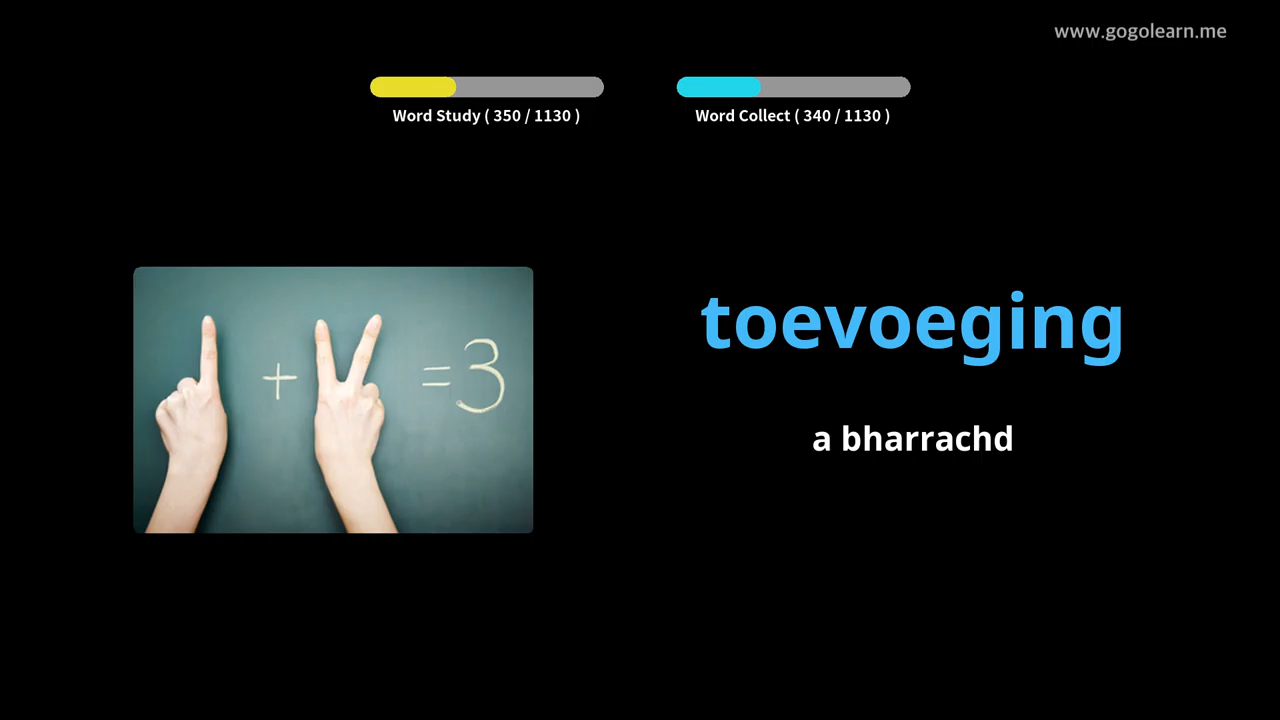 www.gogolearn.me
Word Study ( 350 / 1130 )
Word Collect ( 340 / 1130 )
+ = 3
toevoeging
a bharrachd